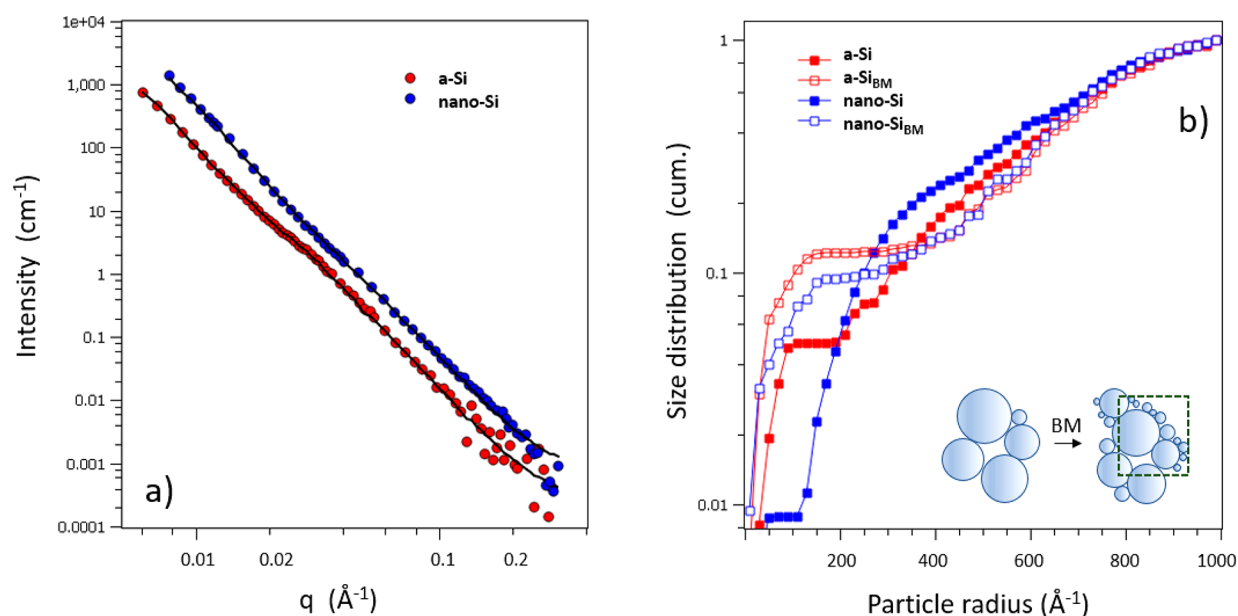 1e+04
1,000
100
10
1
0.1
0.01
0.001
0.0001
Intensity (cm-1)
a-Si
nano-Si
a)
0.01 0.02 0.1 0.2
q (Å-1)
1
0.1
0.01
Size distribution (cum.)
a-Si
a-SiBM
nano-Si
nano-SiBM
b)
BM
200 400 600 800 1000
Particle radius (Å-1)